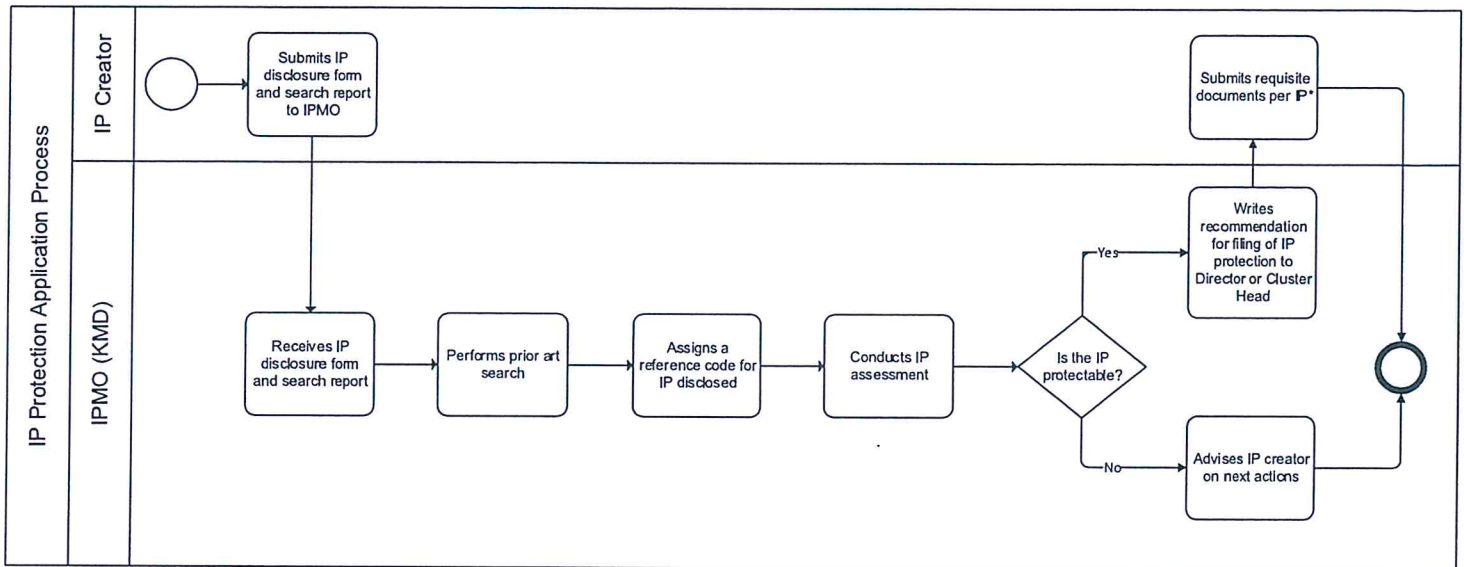 IP Protection Application Process
IP Creator
Submits IP
disclosure form
and search report
to IPMO
Submits requisite
documents per IP*
IPMO (KMD)
Receives IP
disclosure form
and search report
Performs prior art
search
Assigns a
reference code for
IP disclosed
Conducts IP
assessment
Is the IP
protectable?
Yes
Writes
recommendation
for filing of IP
protection to
Director or Cluster
Head
No
Advises IP creator
on next actions